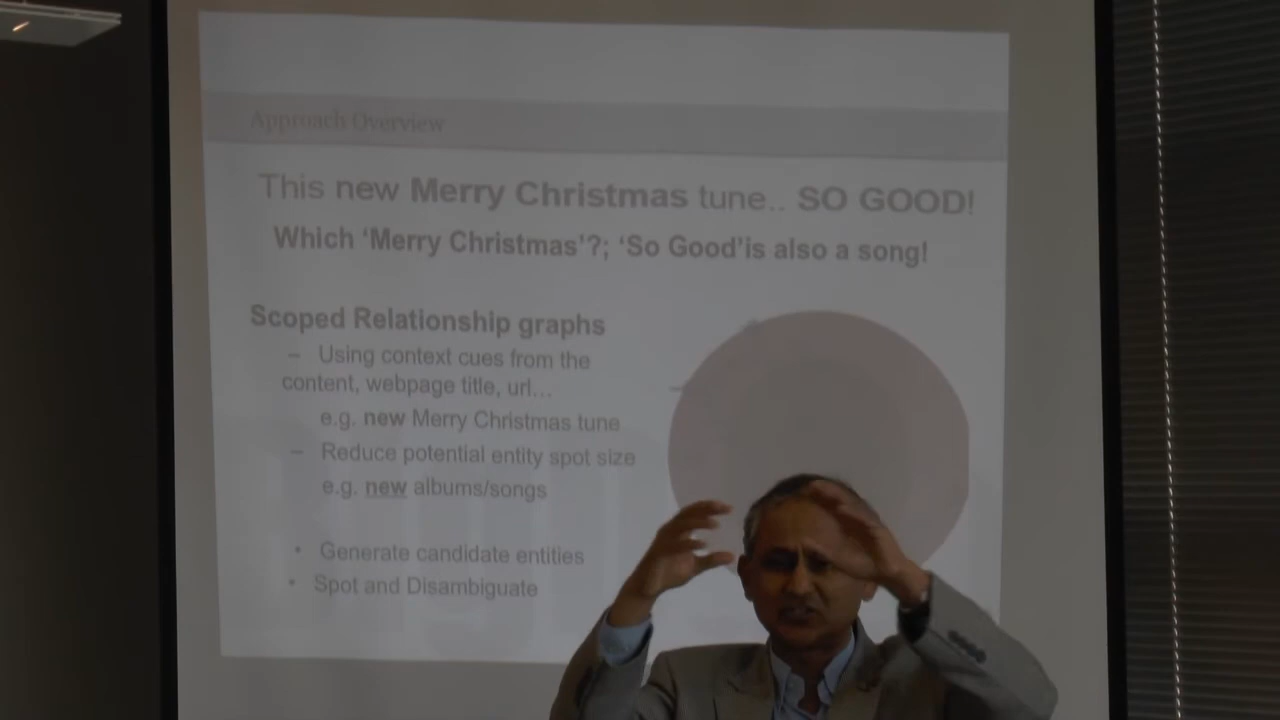 Approach Overview
This new Merry Christmas tune.. SO GOOD!
Which ‘Merry Christmas’?; ‘So Good’is also a song!
Scoped Relationship graphs
– Using context cues from the
content, webpage title, url…
e.g. new Merry Christmas tune
– Reduce potential entity spot size
e.g. new albums/songs
• Generate candidate entities
• Spot and Disambiguate